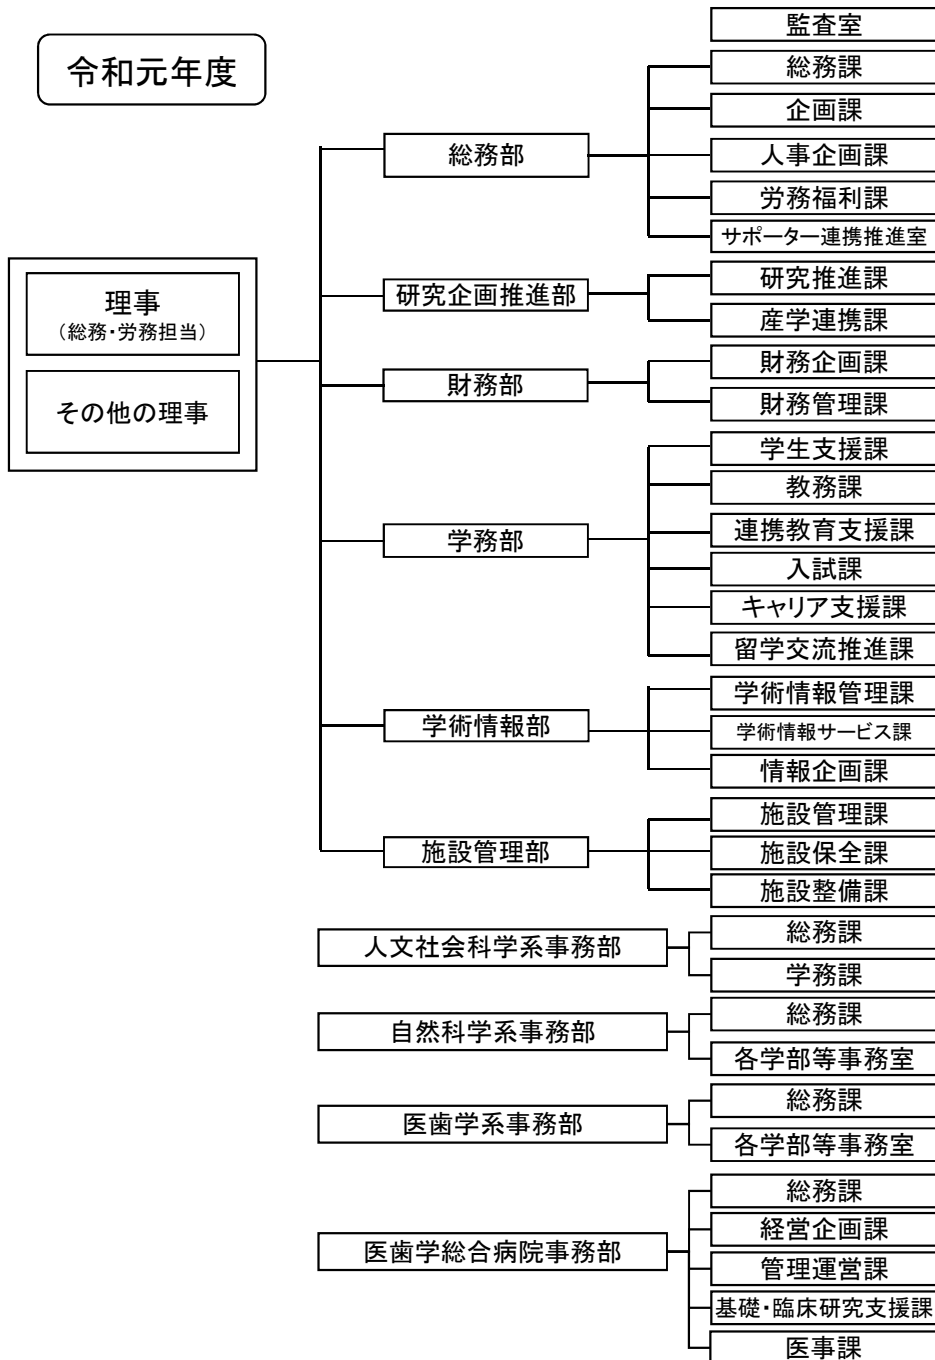 令和元年度
監査室
総務部
総務課
企画課
人事企画課
労務福利課
サポーター連携推進室
理事
（総務・労務担当）
その他の理事
研究企画推進部
研究推進課
産学連携課
財務部
財務企画課
財務管理課
学務部
学生支援課
教務課
連携教育支援課
入試課
キャリア支援課
留学交流推進課
学術情報部
学術情報管理課
学術情報サービス課
情報企画課
施設管理部
施設管理課
施設保全課
施設整備課
人文社会科学系事務部
総務課
学務課
自然科学系事務部
総務課
各学部等事務室
医歯学系事務部
総務課
各学部等事務室
医歯学総合病院事務部
総務課
経営企画課
管理運営課
基礎・臨床研究支援課
医事課